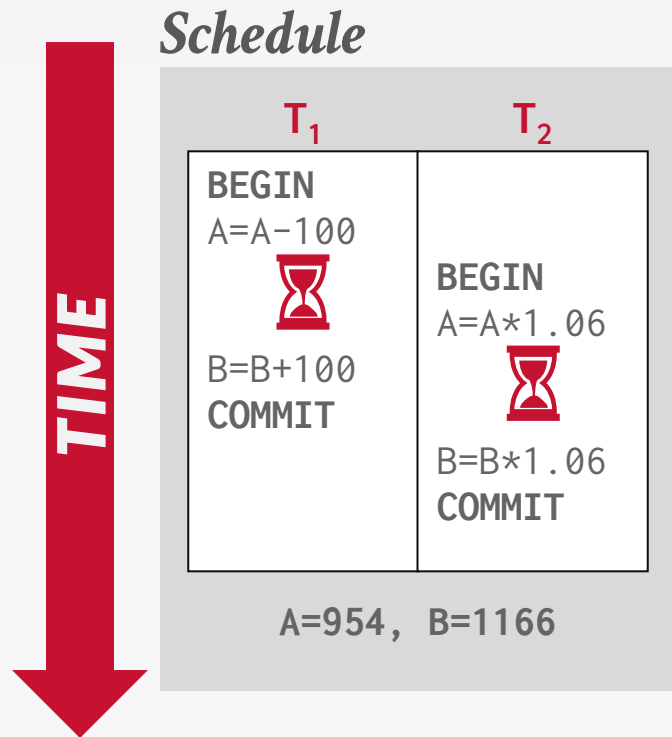 Schedule
TIME
T₁
T₂
BEGIN
A=A-100
B=B+100
COMMIT
BEGIN
A=A*1.06
B=B*1.06
COMMIT
A=954, B=1166